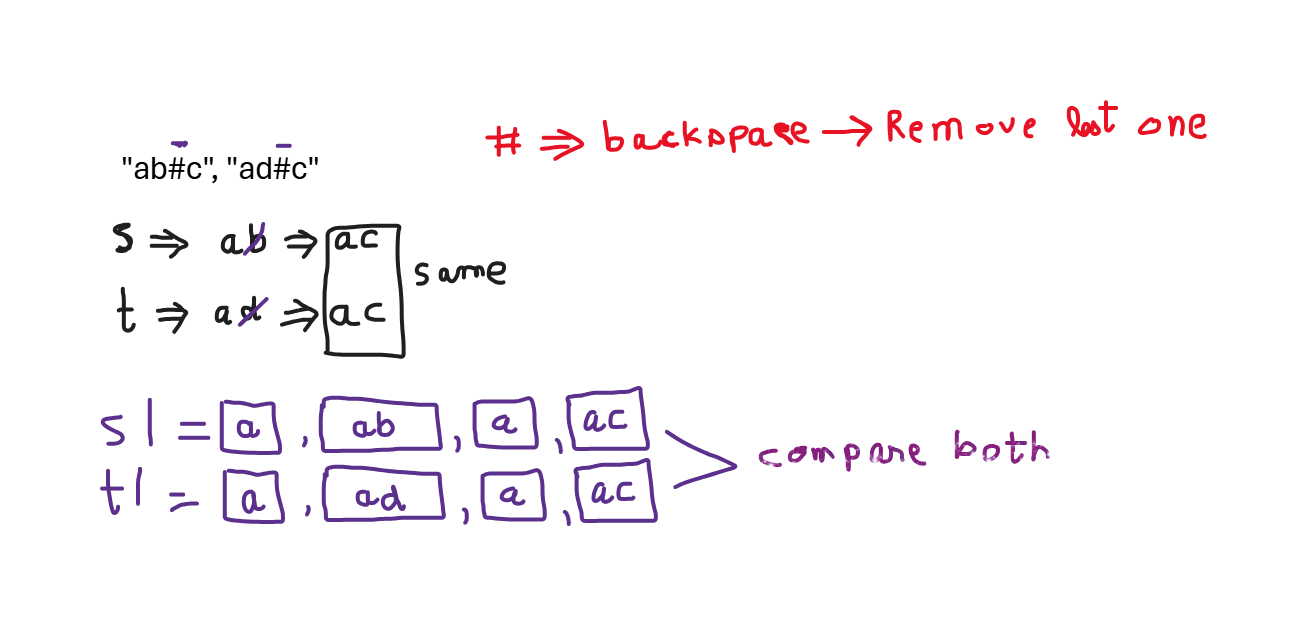 # ⇒ backspace → Remove last one
"ab#c", "ad#c"
s ⇒ ab ⇒ ac
same
t ⇒ ad ⇒ ac
s1 = a , ab , a , ac
compare both
t1 = a , ad , a , ac